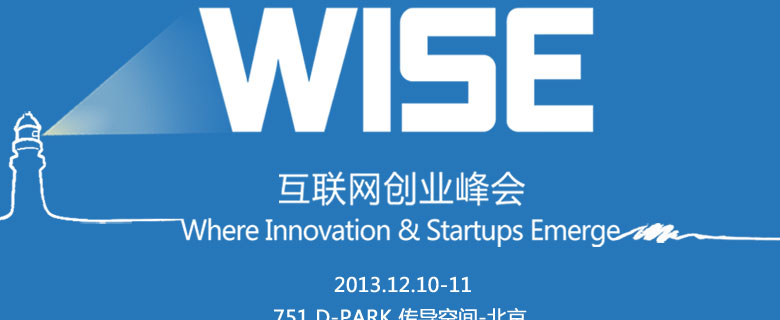 WISE
互联网创业峰会
Where Innovation & Startups Emerge
2013.12.10-11
751 D-PARK 传导空间-北京